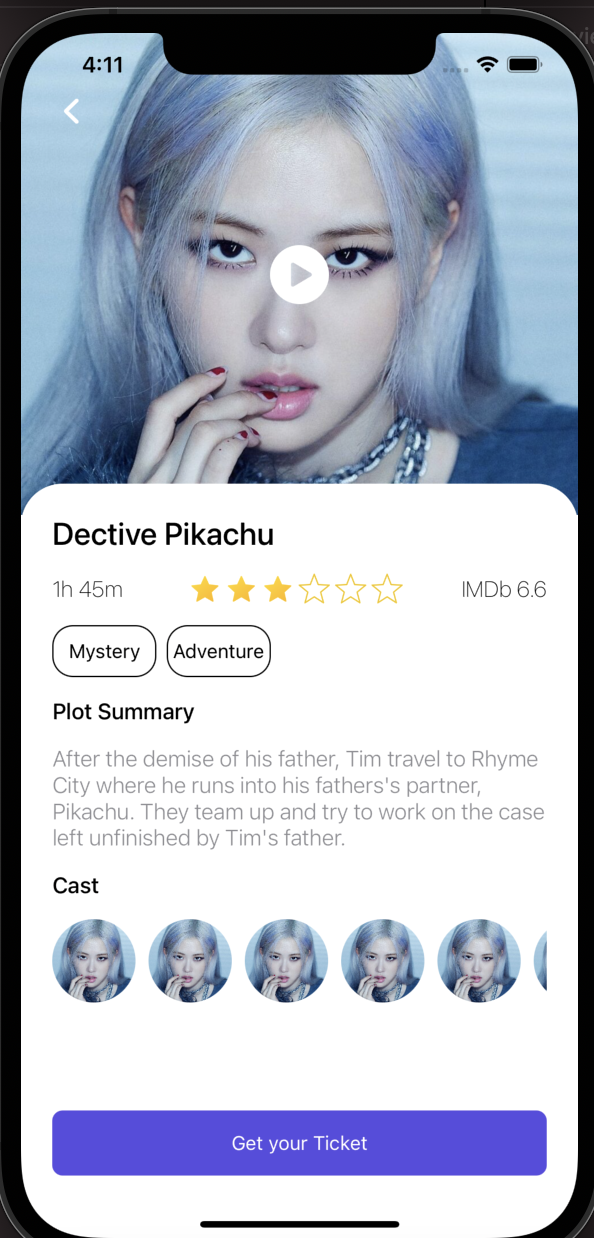 4:11
Dective Pikachu
1h 45m
IMDb 6.6
Mystery
Adventure
Plot Summary
After the demise of his father, Tim travel to Rhyme
City where he runs into his fathers's partner,
Pikachu. They team up and try to work on the case
left unfinished by Tim's father.
Cast
Get your Ticket